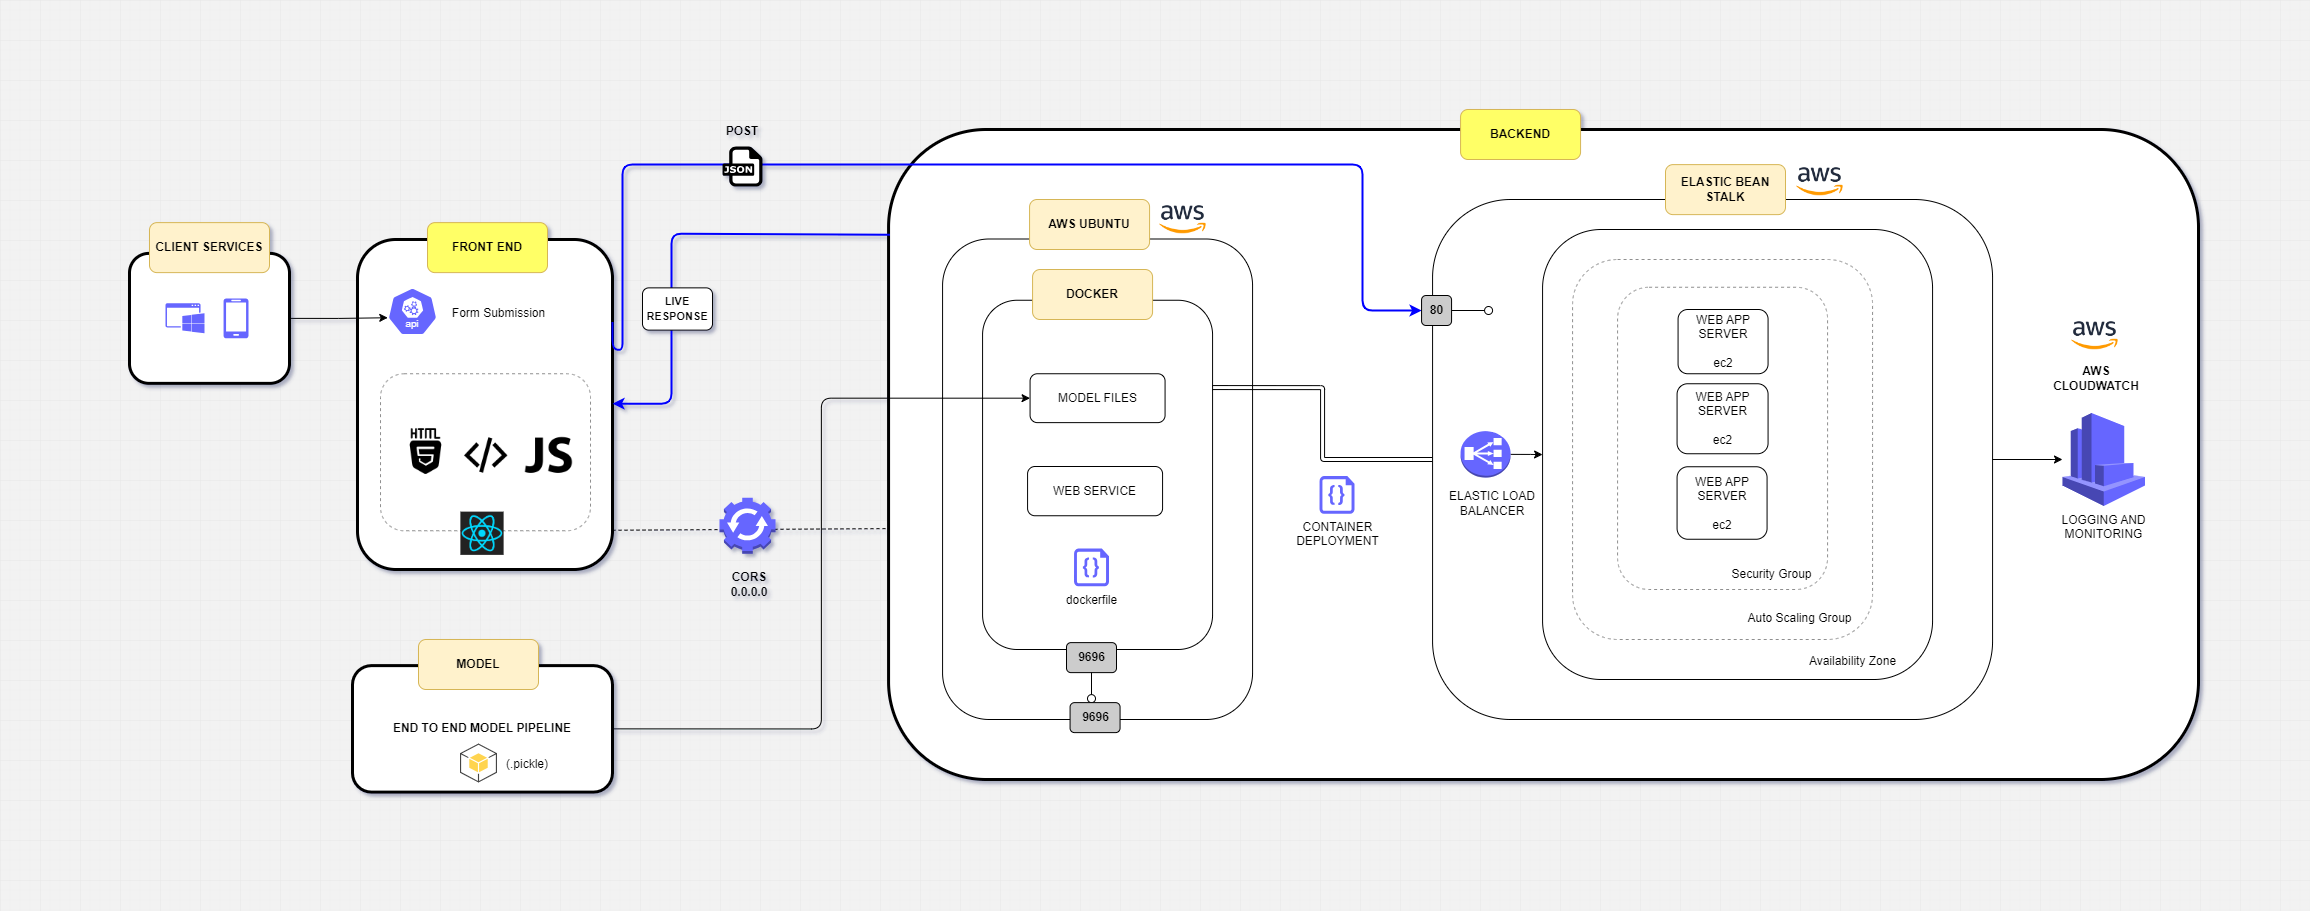 POST
JSON
BACKEND
ELASTIC BEAN
STALK
aws
AWS UBUNTU
aws
CLIENT SERVICES
FRONT END
api
Form Submission
LIVE
RESPONSE
DOCKER
80
WEB APP
SERVER
ec2
WEB APP
SERVER
ec2
WEB APP
SERVER
ec2
aws
AWS
CLOUDWATCH
LOGGING AND
MONITORING
MODEL FILES
WEB SERVICE
dockerfile
HTML
5
</>
JS
{}
{}
CONTAINER
DEPLOYMENT
ELASTIC LOAD
BALANCER
CORS
0.0.0.0
Security Group
Auto Scaling Group
Availability Zone
9696
9696
MODEL
END TO END MODEL PIPELINE
(.pickle)